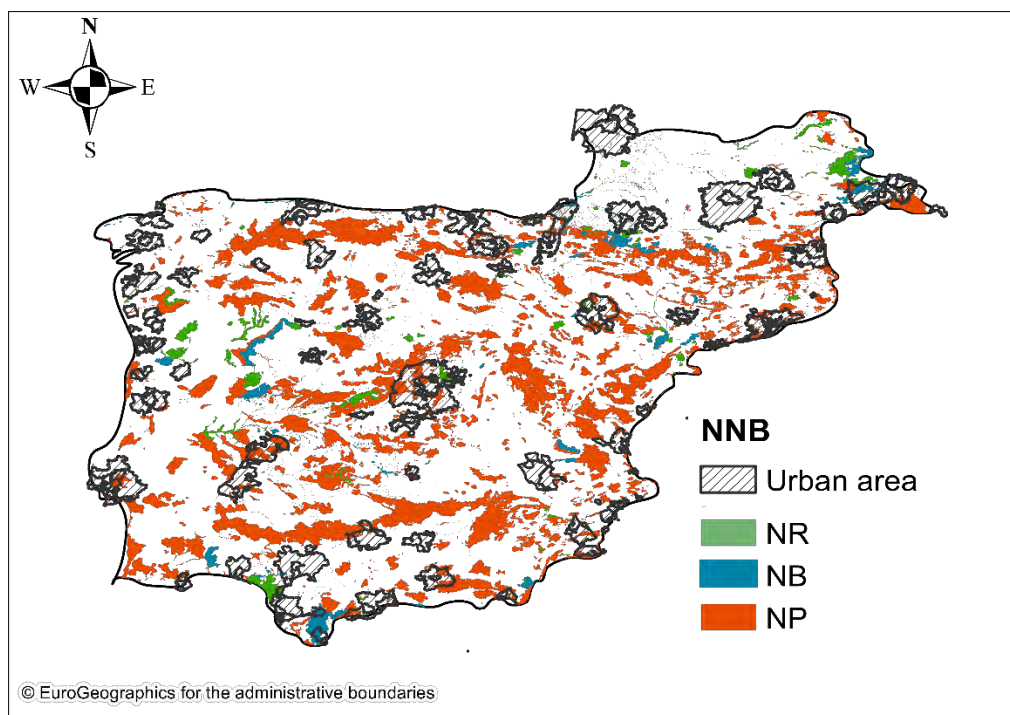 N
W E
S
NNB
Urban area
NR
NB
NP
© EuroGeographics for the administrative boundaries